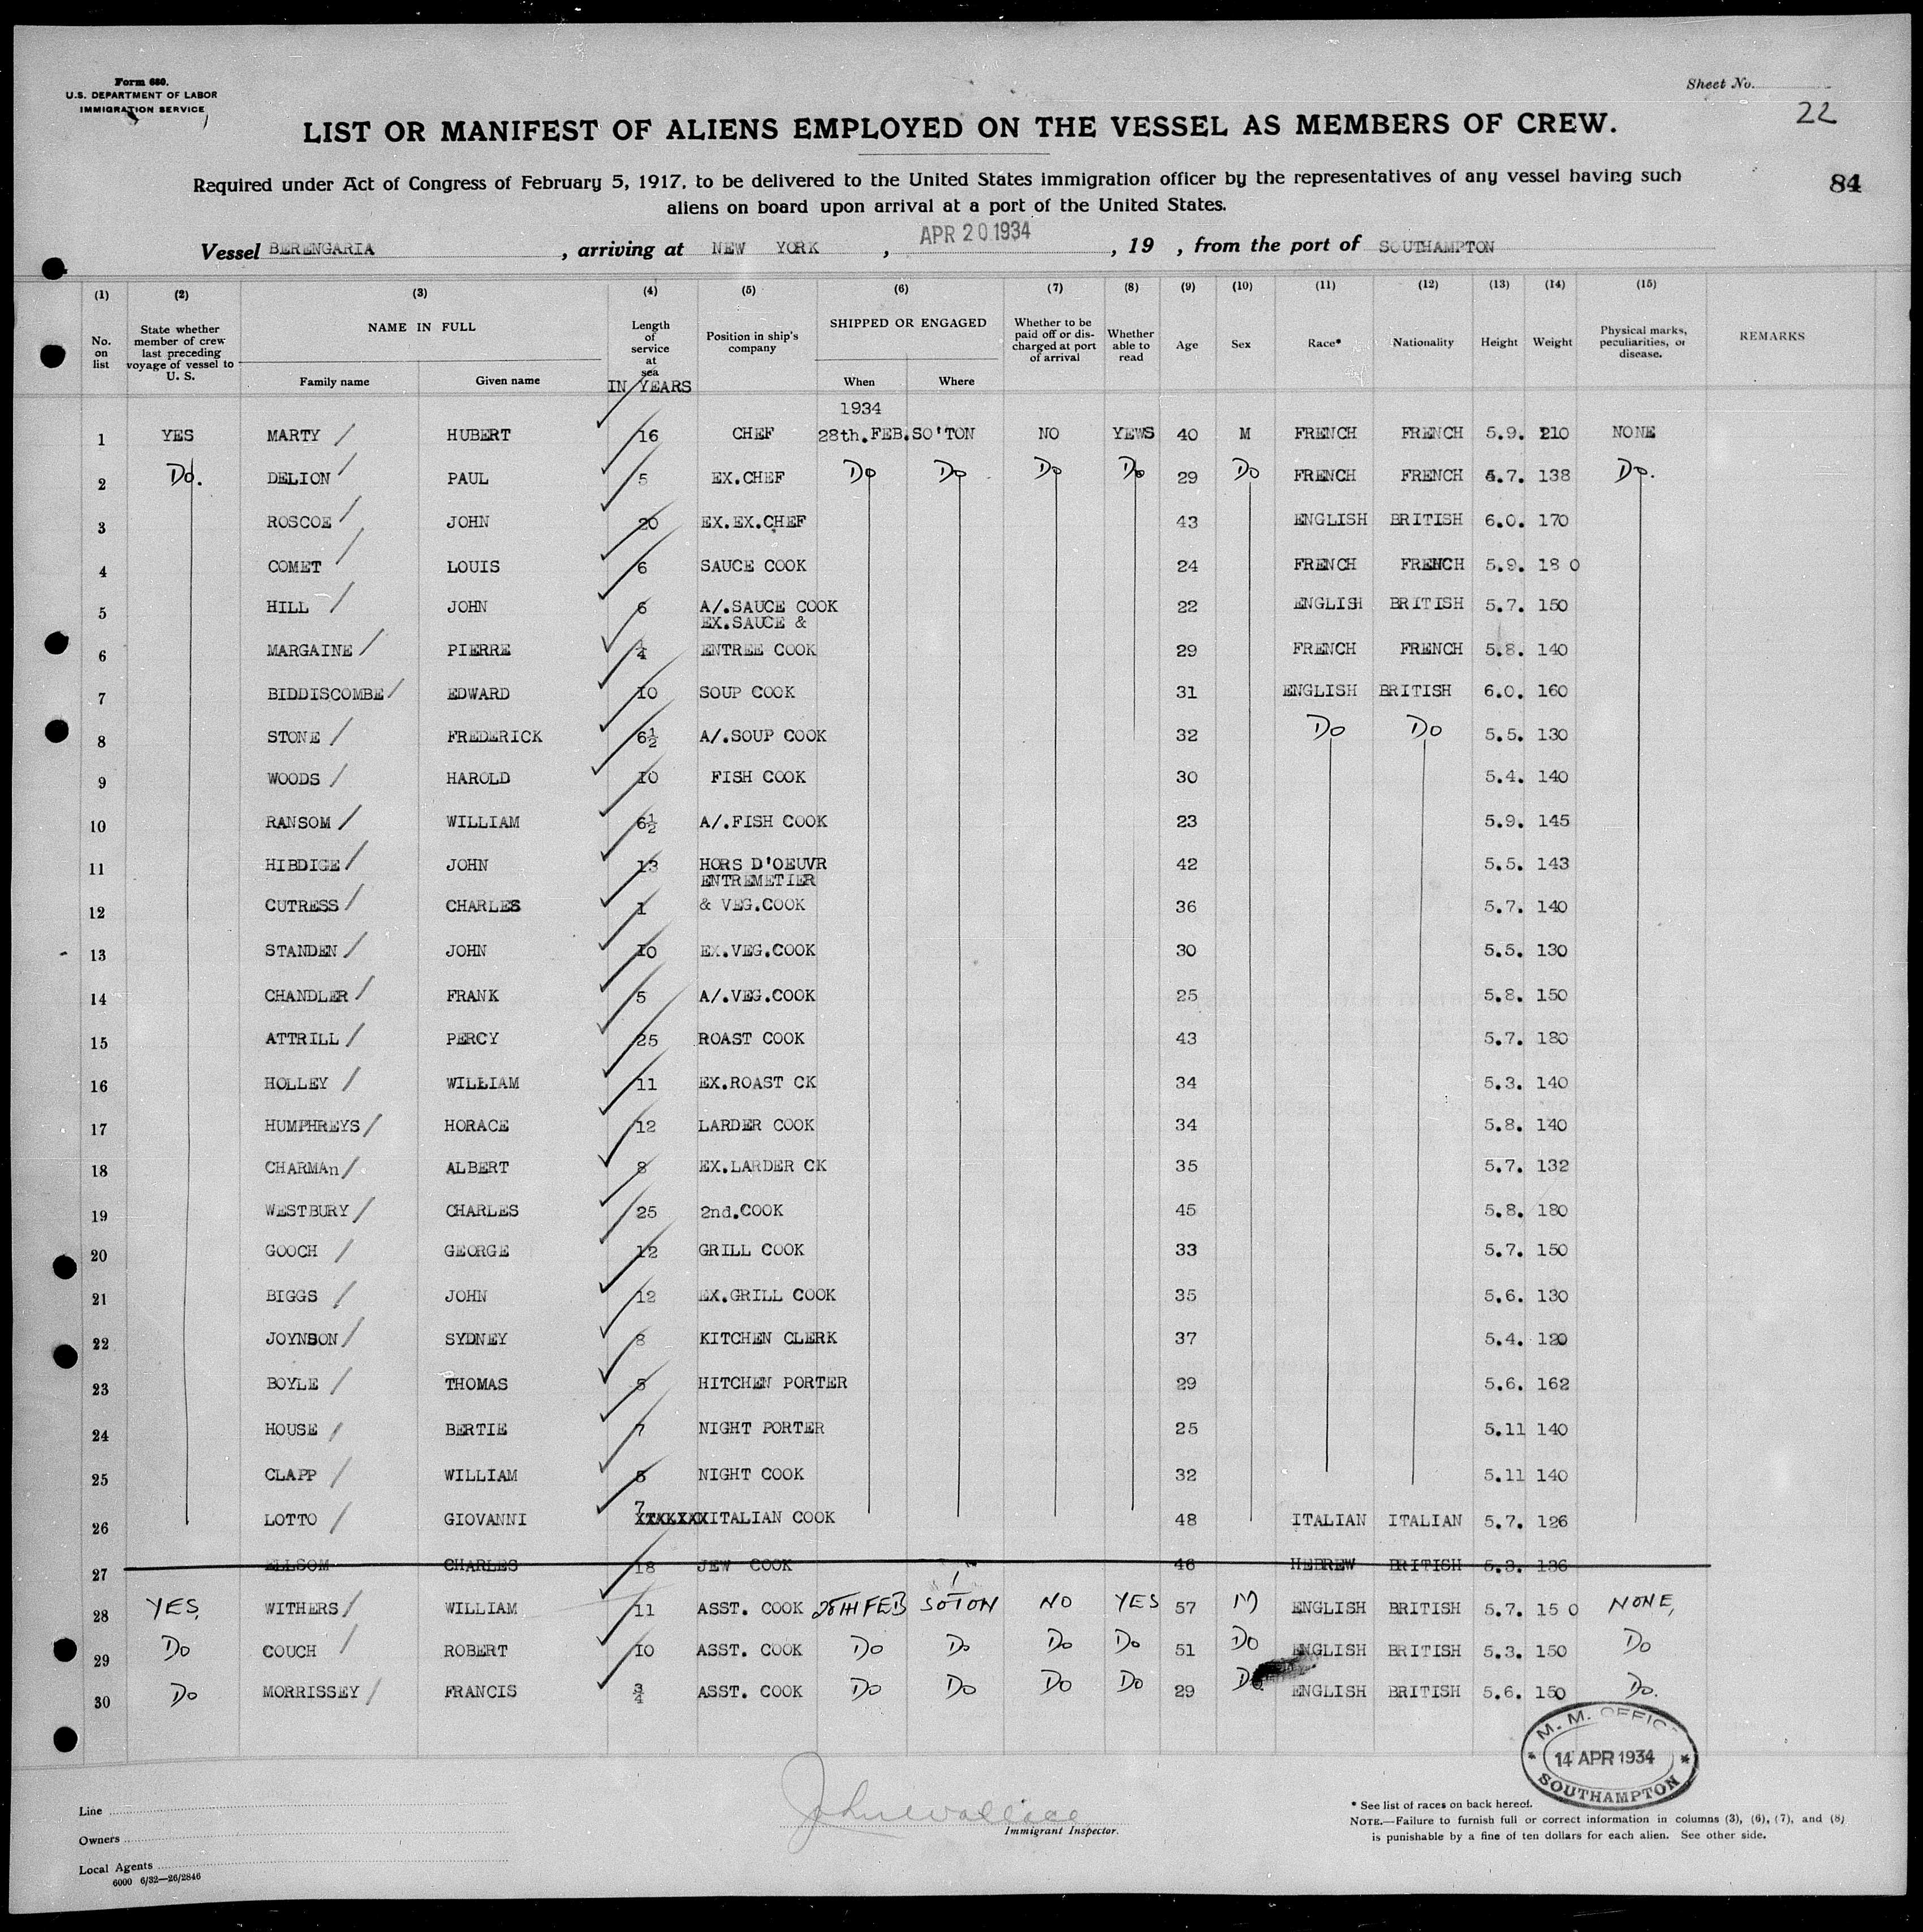 Form 680.
U.S. DEPARTMENT OF LABOR
IMMIGRATION SERVICE
Sheet No.
22
LIST OR MANIFEST OF ALIENS EMPLOYED ON THE VESSEL AS MEMBERS OF CREW.
Required under Act of Congress of February 5, 1917, to be delivered to the United States immigration officer by the representatives of any vessel having such
84
aliens on board upon arrival at a port of the United States.
Vessel BERENGARIA , arriving at NEW YORK , APR 20 1934 , 19 , from the port of SOUTHAMPTON
(1) (2) (3) (4) (5) (6) (7) (8) (9) (10) (11) (12) (13) (14) (15)
No. on list
State whether member of crew last preceding voyage of vessel to U. S.
NAME IN FULL
Family name
Given name
Length of service at sea
IN YEARS
Position in ship's company
SHIPPED OR ENGAGED
When
Where
Whether to be paid off or discharged at port of arrival
Whether able to read
Age
Sex
Race*
Nationality
Height
Weight
Physical marks, peculiarities, or disease.
REMARKS
1934
1 YES MARTY HUBERT 16 CHEF 28th.FEB. SO'TON NO YEWS 40 M FRENCH FRENCH 5.9. 210 NONE
2 Do. DELION PAUL 5 EX.CHEF Do Do Do Do 29 Do FRENCH FRENCH 5.7. 138 Do.
3 ROSCOE JOHN 20 EX.EX.CHEF 43 ENGLISH BRITISH 6.0. 170
4 COMET LOUIS 6 SAUCE COOK 24 FRENCH FRENCH 5.9. 18 0
5 HILL JOHN 6 A/.SAUCE COOK 22 ENGLISH BRITISH 5.7. 150
EX.SAUCE &
6 MARGAINE PIERRE 4 ENTREE COOK 29 FRENCH FRENCH 5.8. 140
7 BIDDISCOMBE EDWARD 10 SOUP COOK 31 ENGLISH BRITISH 6.0. 160
8 STONE FREDERICK 6½ A/.SOUP COOK 32 Do Do 5.5. 130
9 WOODS HAROLD 10 FISH COOK 30 5.4. 140
10 RANSOM WILLIAM 6½ A/.FISH COOK 23 5.9. 145
11 HIBDIGE JOHN 13 HORS D'OEUVR 42 5.5. 143
ENTREMETIER
12 CUTRESS CHARLES 1 & VEG.COOK 36 5.7. 140
13 STANDEN JOHN 10 EX.VEG.COOK 30 5.5. 130
14 CHANDLER FRANK 5 A/.VEG.COOK 25 5.8. 150
15 ATTRILL PERCY 25 ROAST COOK 43 5.7. 180
16 HOLLEY WILLIAM 11 EX.ROAST CK 34 5.3. 140
17 HUMPHREYS HORACE 12 LARDER COOK 34 5.8. 140
18 CHARMAn ALBERT 8 EX.LARDER CK 35 5.7. 132
19 WESTBURY CHARLES 25 2nd.COOK 45 5.8. 180
20 GOOCH GEORGE 12 GRILL COOK 33 5.7. 150
21 BIGGS JOHN 12 EX.GRILL COOK 35 5.6. 130
22 JOYNSON SYDNEY 8 KITCHEN CLERK 37 5.4. 120
23 BOYLE THOMAS 5 HITCHEN PORTER 29 5.6. 162
24 HOUSE BERTIE 7 NIGHT PORTER 25 5.11 140
25 CLAPP WILLIAM NIGHT COOK 32 5.11 140
26 LOTTO GIOVANNI 7 ITALIAN COOK 48 ITALIAN ITALIAN 5.7. 126
27 ELLSOM CHARLES 18 JEW COOK 46 HEBREW BRITISH 5.3. 136
28 YES, WITHERS WILLIAM 11 ASST. COOK 28TH FEB SOTON NO YES 57 M ENGLISH BRITISH 5.7. 15 0 NONE,
29 Do COUCH ROBERT 10 ASST. COOK Do Do Do Do 51 Do ENGLISH BRITISH 5.3. 150 Do
30 Do MORRISSEY FRANCIS ¾ ASST. COOK Do Do Do Do 29 Do ENGLISH BRITISH 5.6. 150 Do.
M. M. OFFICE
14 APR 1934
SOUTHAMPTON
John Wallace
Immigrant Inspector.
Line
Owners
Local Agents
6000 6/32—26/2846
* See list of races on back hereof.
NOTE.—Failure to furnish full or correct information in columns (3), (6), (7), and (8)
is punishable by a fine of ten dollars for each alien. See other side.